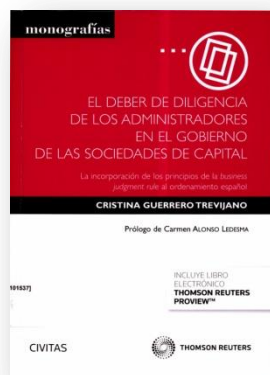 monografías
EL DEBER DE DILIGENCIA
DE LOS ADMINISTRADORES
EN EL GOBIERNO
DE LAS SOCIEDADES DE CAPITAL
La incorporación de los principios de la business
judgment rule al ordenamiento español
CRISTINA GUERRERO TREVIJANO
Prólogo de Carmen ALONSO LEDESMA
INCLUYE LIBRO
ELECTRÓNICO
THOMSON REUTERS
PROVIEW™
101537]
CIVITAS
THOMSON REUTERS